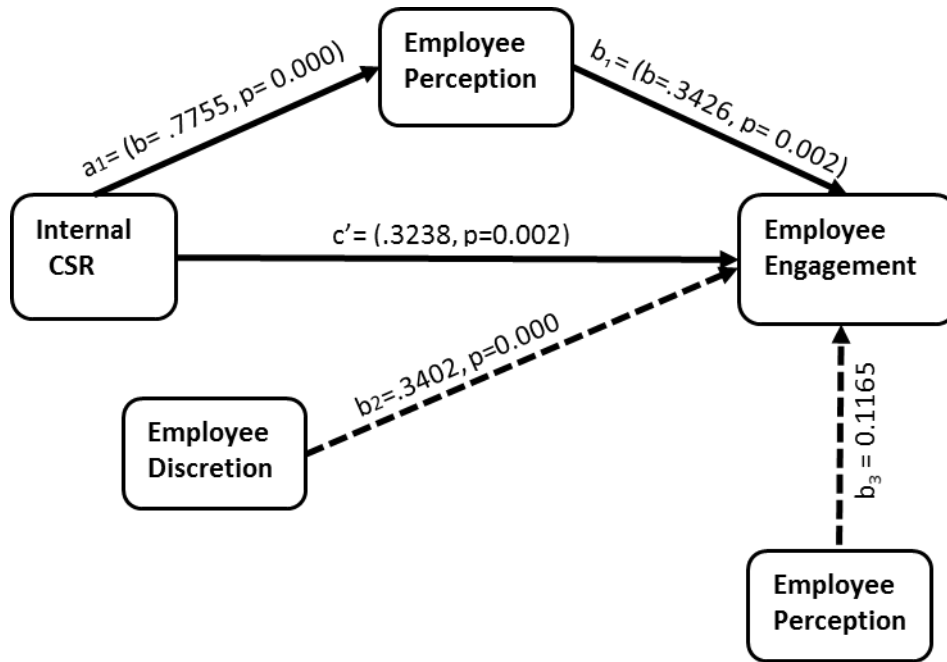 Employee
Perception
a₁= (b= .7755, p= 0.000)
b₁= (b=.3426, p= 0.002)
Internal
CSR
c’= (.3238, p=0.002)
Employee
Engagement
b₂=.3402, p=0.000
Employee
Discretion
b₃ = 0.1165
Employee
Perception